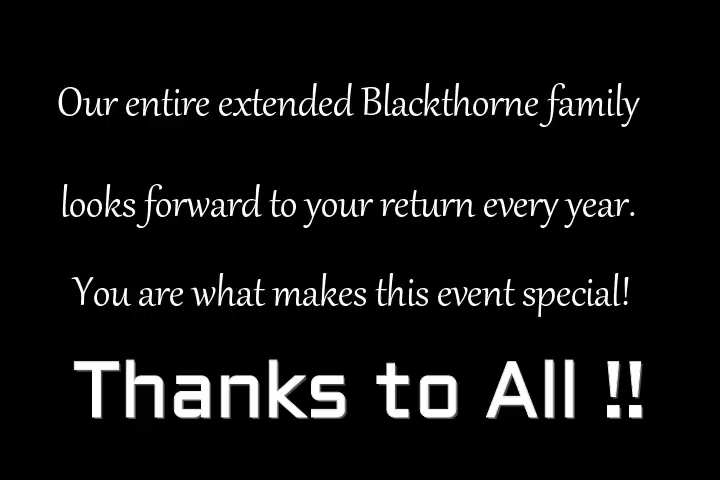 Our entire extended Blackthorne family
looks forward to your return every year.
You are what makes this event special!
Thanks to All !!